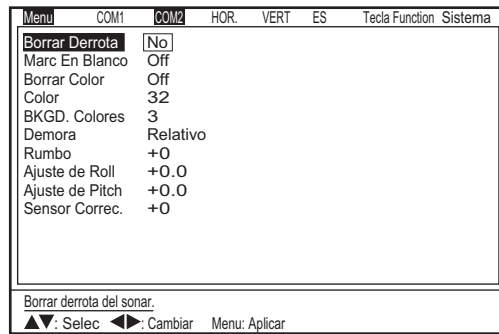 Menu COM1 COM2 HOR. VERT ES Tecla Function Sistema
Borrar Derrota No
Marc En Blanco Off
Borrar Color Off
Color 32
BKGD. Colores 3
Demora Relativo
Rumbo +0
Ajuste de Roll +0.0
Ajuste de Pitch +0.0
Sensor Correc. +0
Borrar derrota del sonar.
▲▼: Selec ◀▶: Cambiar Menu: Aplicar